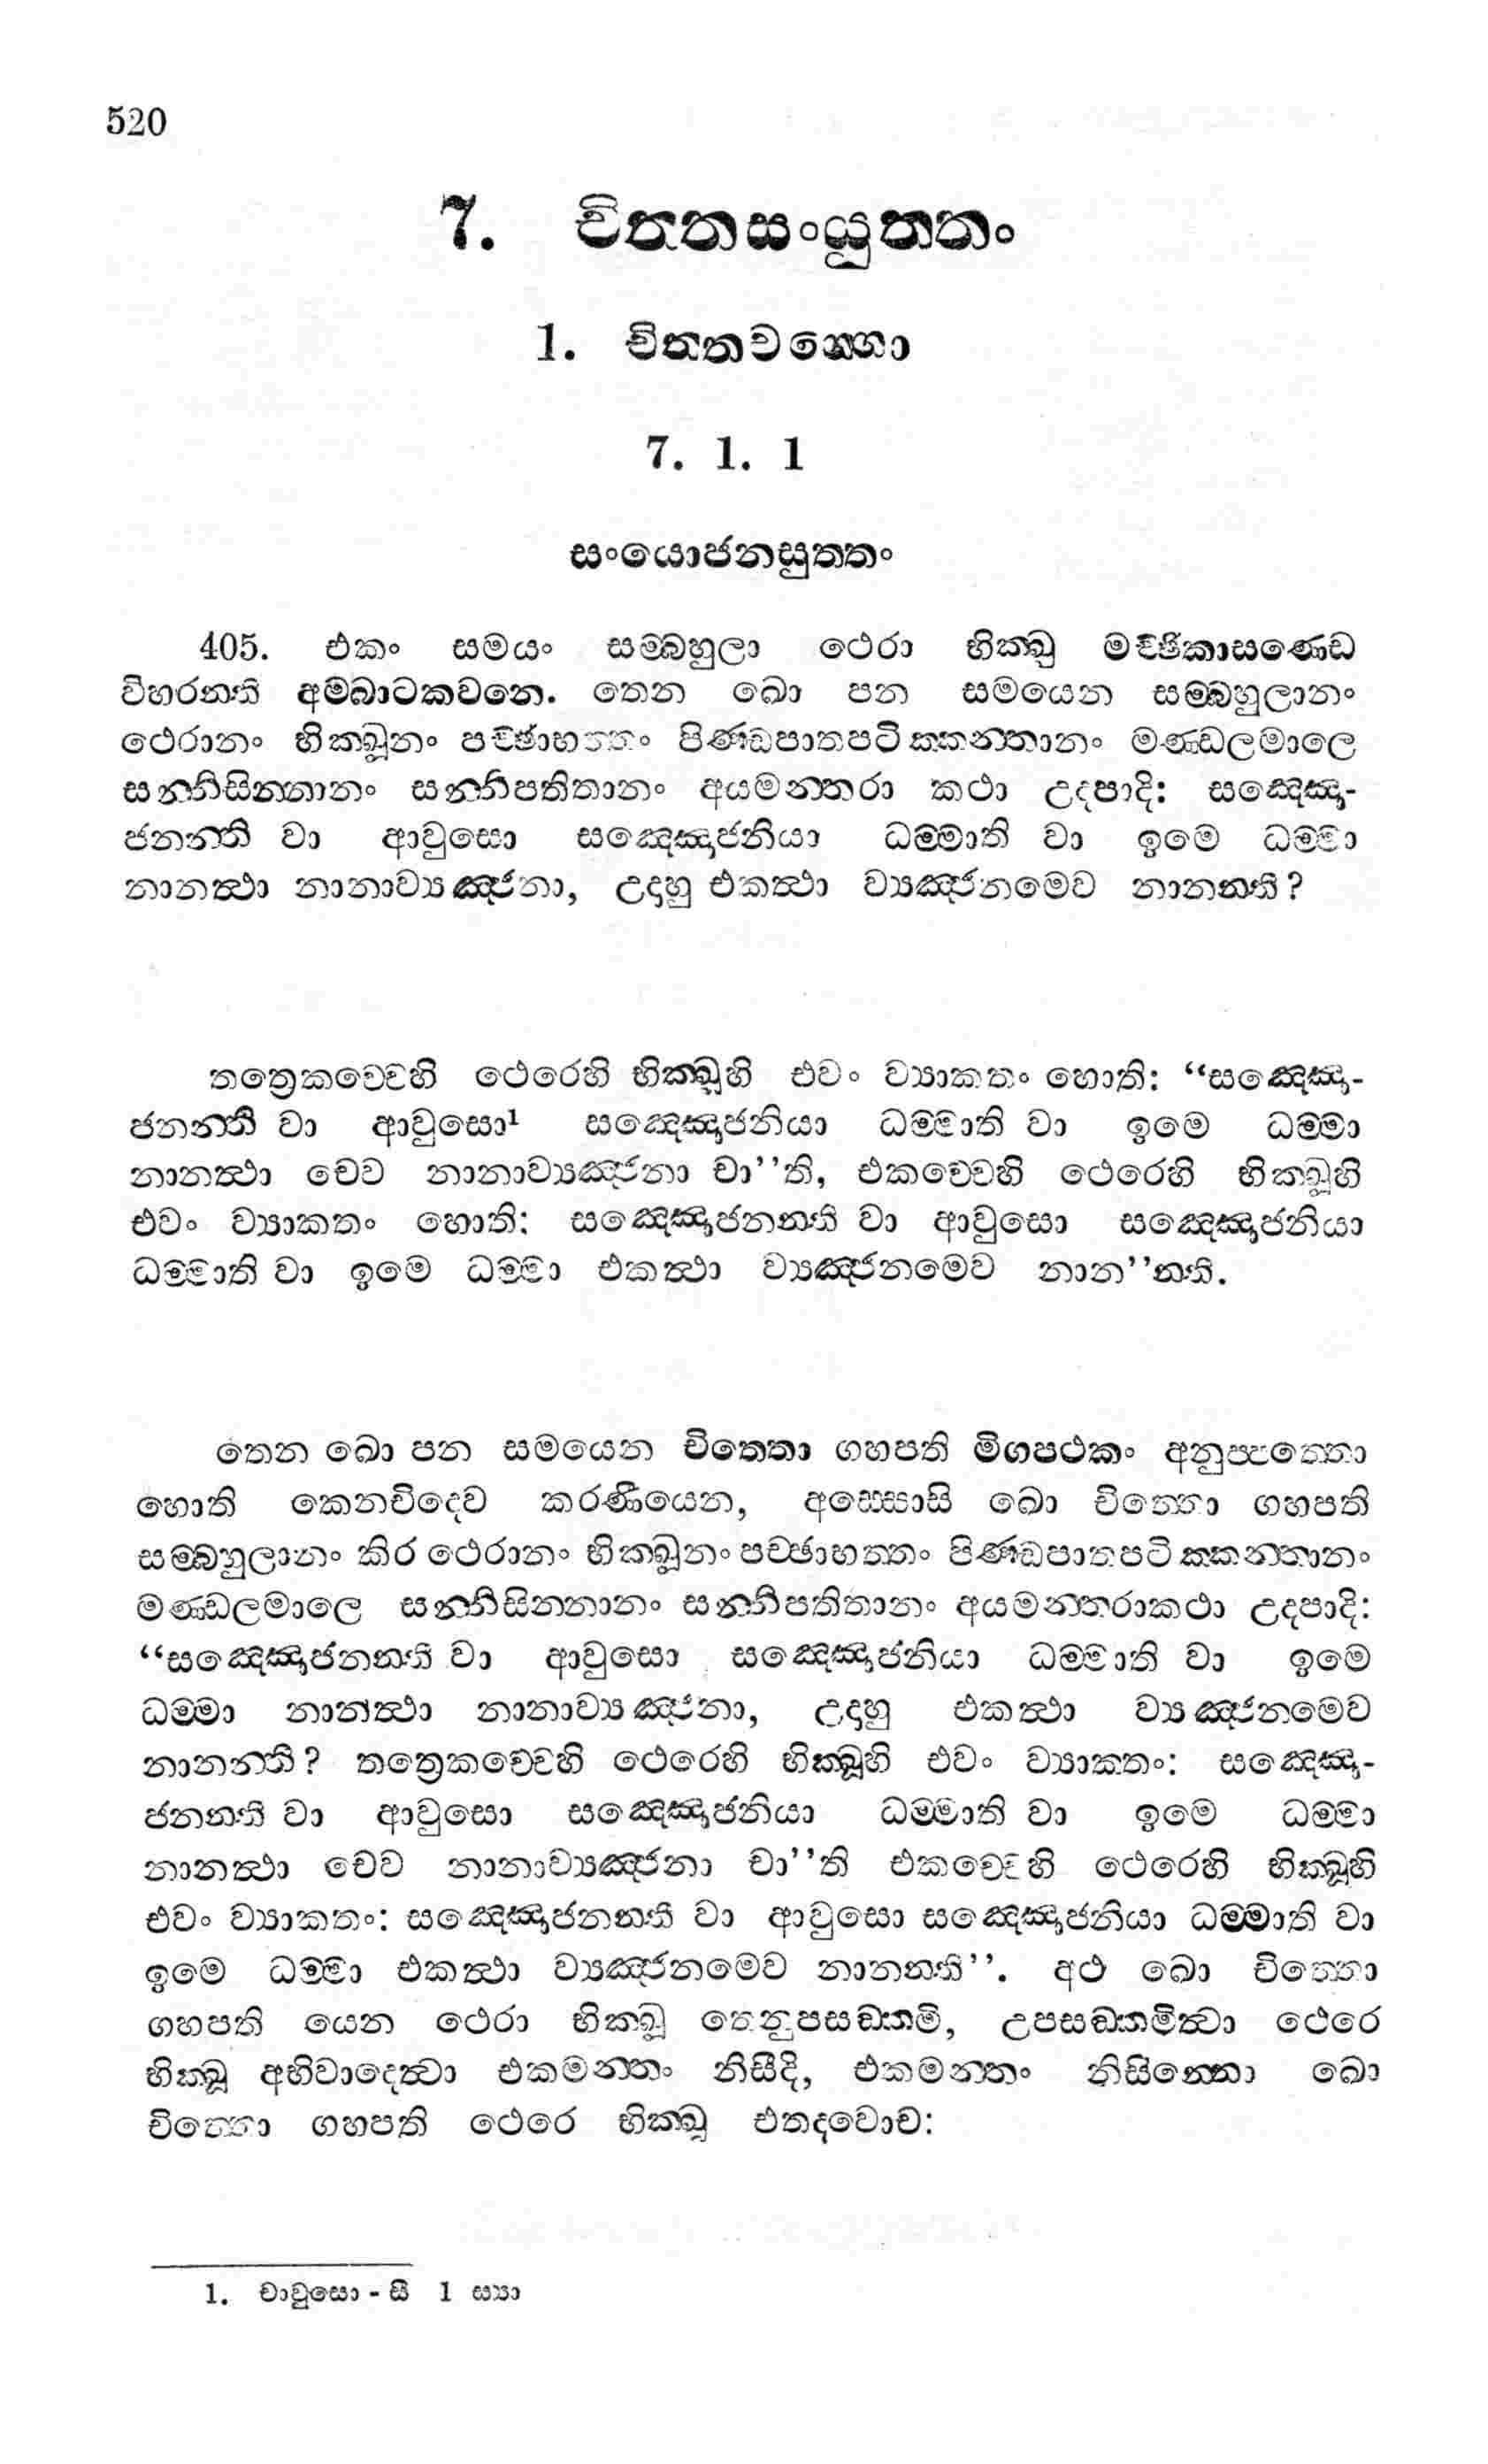 520
7. චිත්තසංයුත්තං
1. චිත්තවග්ගො
7. 1. 1
සංයොජනසුත්තං
405. එකං සමයං සම්බහුලා ථෙරා භික්ඛු මච්ඡිකාසණ්ඩෙ
විහරන්ති අම්බාටකවනෙ. තෙන ඛො පන සමයෙන සම්බහුලානං
ථෙරානං භික්ඛූනං පච්ඡාභත්තං පිණ්ඩපාතපටික්කන්තානං මණ්ඩලමාලෙ
සන්නිසින්නානං සන්නිපතිතානං අයමන්තරා කථා උදපාදි: සඤ්ඤො-
ජනන්ති වා ආවුසො සඤ්ඤොජනියා ධම්මාති වා ඉමෙ ධම්මා
නානත්ථා නානාව්‍යඤ්ජනා, උදාහු එකත්ථා ව්‍යඤ්ජනමෙව නානන්ති?
තත්‍රෙකච්චෙහි ථෙරෙහි භික්ඛූහි එවං ව්‍යාකතං හොති: “සඤ්ඤො-
ජනන්ති වා ආවුසො¹ සඤ්ඤොජනියා ධම්මාති වා ඉමෙ ධම්මා
නානත්ථා චෙව නානාව්‍යඤ්ජනා චා’’ති, එකච්චෙහි ථෙරෙහි භික්ඛූහි
එවං ව්‍යාකතං හොති: සඤ්ඤොජනන්ති වා ආවුසො සඤ්ඤොජනියා
ධම්මාති වා ඉමෙ ධම්මා එකත්ථා ව්‍යඤ්ජනමෙව නාන’’න්ති.
තෙන ඛො පන සමයෙන චිත්තො ගහපති මිගපථකං අනුප්පත්තො
හොති කෙනචිදෙව කරණීයෙන, අස්සොසි ඛො චිත්තො ගහපති
සම්බහුලානං කිර ථෙරානං භික්ඛූනං පච්ඡාභත්තං පිණ්ඩපාතපටික්කන්තානං
මණ්ඩලමාලෙ සන්නිසින්නානං සන්නිපතිතානං අයමන්තරාකථා උදපාදි:
“සඤ්ඤොජනන්ති වා ආවුසො සඤ්ඤොජනියා ධම්මාති වා ඉමෙ
ධම්මා නානත්ථා නානාව්‍යඤ්ජනා, උදාහු එකත්ථා ව්‍යඤ්ජනමෙව
නානන්ති? තත්‍රෙකච්චෙහි ථෙරෙහි භික්ඛූහි එවං ව්‍යාකතං: සඤ්ඤො-
ජනන්ති වා ආවුසො සඤ්ඤොජනියා ධම්මාති වා ඉමෙ ධම්මා
නානත්ථා චෙව නානාව්‍යඤ්ජනා චා’’ති එකච්චෙහි ථෙරෙහි භික්ඛූහි
එවං ව්‍යාකතං: සඤ්ඤොජනන්ති වා ආවුසො සඤ්ඤොජනියා ධම්මාති වා
ඉමෙ ධම්මා එකත්ථා ව්‍යඤ්ජනමෙව නානන්ති’’. අථ ඛො චිත්තො
ගහපති යෙන ථෙරා භික්ඛූ තෙනුපසඞ්කමි, උපසඞ්කමිත්වා ථෙරෙ
භික්ඛූ අභිවාදෙත්වා එකමන්තං නිසීදි, එකමන්තං නිසින්නො ඛො
චිත්තො ගහපති ථෙරෙ භික්ඛූ එතදවොච:
1. චාවුසො - සී 1 ස්‍යා